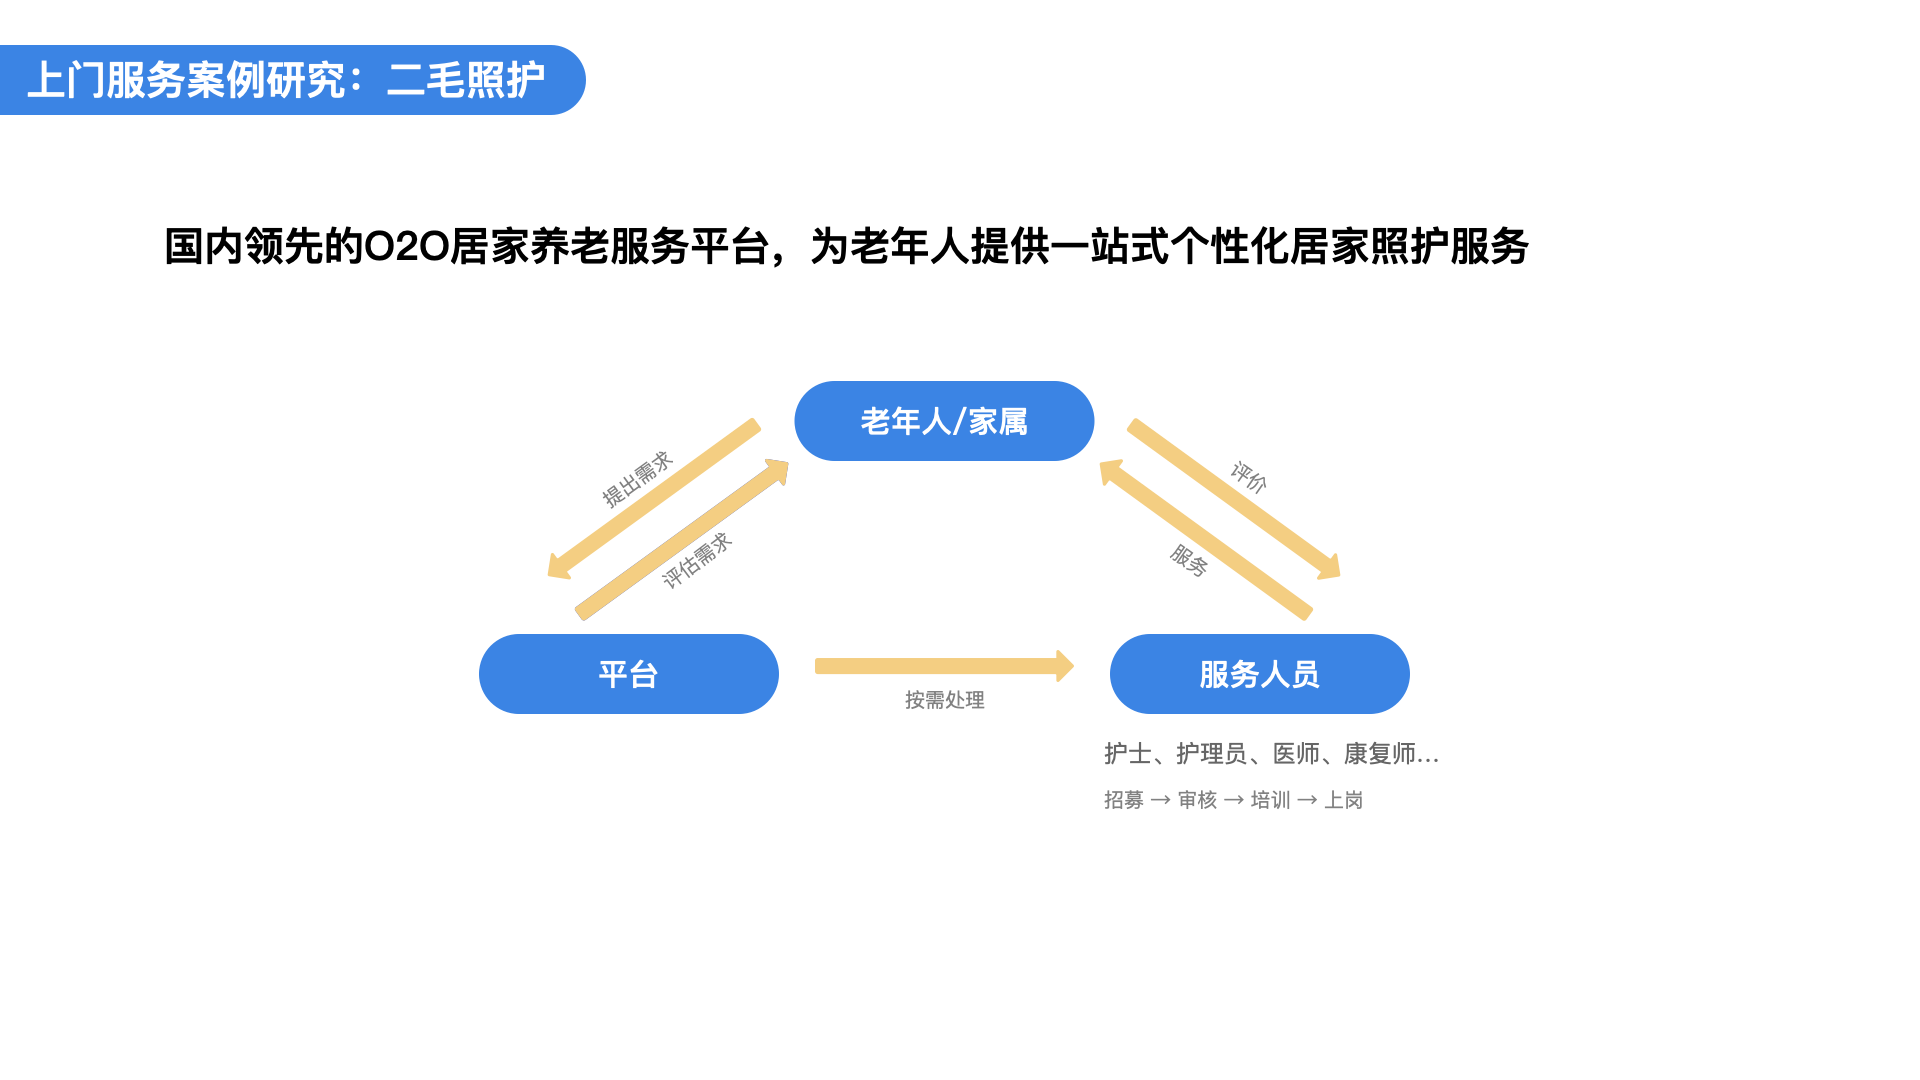 上门服务案例研究：二毛照护
国内领先的O2O居家养老服务平台，为老年人提供一站式个性化居家照护服务
老年人/家属
提出需求
评估需求
评价
服务
平台
按需处理
服务人员
护士、护理员、医师、康复师...
招募 → 审核 → 培训 → 上岗